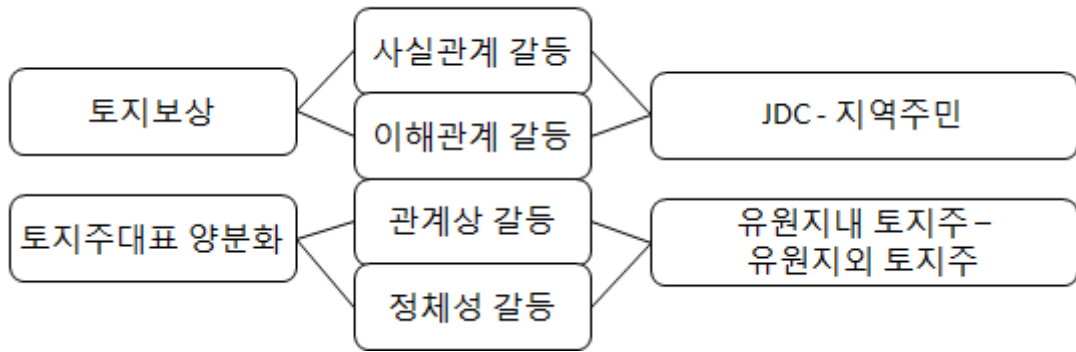 사실관계 갈등
토지보상
JDC - 지역주민
이해관계 갈등
관계상 갈등
토지주대표 양분화
유원지내 토지주 –
유원지외 토지주
정체성 갈등